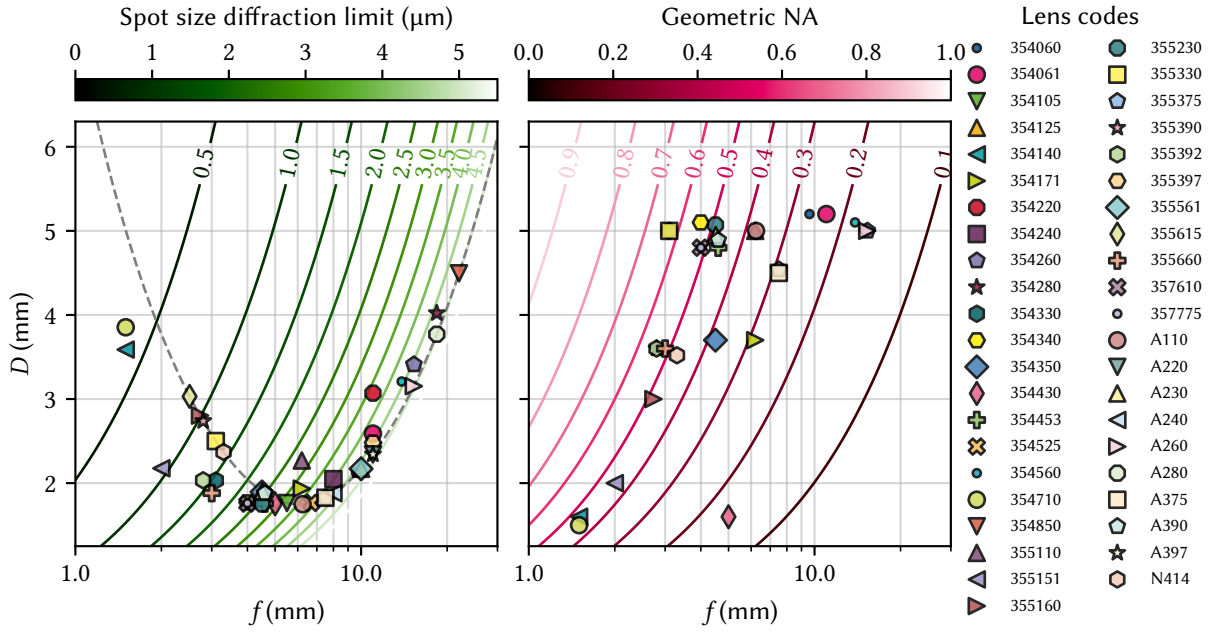 Spot size diffraction limit (µm)
0 1 2 3 4 5
0.5 1.0 1.5 2.0 2.5 3.0 3.5 4.0 4.5
6
5
4
3
2
D (mm)
1.0 10.0
f (mm)
Geometric NA
0.0 0.2 0.4 0.6 0.8 1.0
0.9 0.8 0.7 0.6 0.5 0.4 0.3 0.2 0.1
1.0 10.0
f (mm)
Lens codes
354060
354061
354105
354125
354140
354171
354220
354240
354260
354280
354330
354340
354350
354430
354453
354525
354560
354710
354850
355110
355151
355160
355230
355330
355375
355390
355392
355397
355561
355615
355660
357610
357775
A110
A220
A230
A240
A260
A280
A375
A390
A397
N414